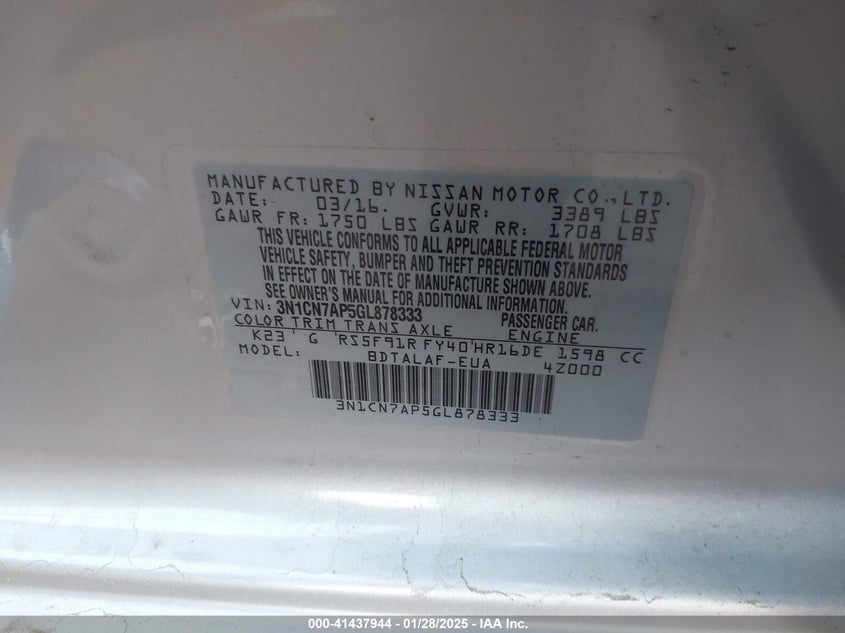 MANUFACTURED BY NISSAN MOTOR CO., LTD.
DATE: 03/16. GVWR: 3389 LBS
GAWR FR: 1750 LBS GAWR RR: 1708 LBS
THIS VEHICLE CONFORMS TO ALL APPLICABLE FEDERAL MOTOR
VEHICLE SAFETY, BUMPER AND THEFT PREVENTION STANDARDS
IN EFFECT ON THE DATE OF MANUFACTURE SHOWN ABOVE.
SEE OWNER'S MANUAL FOR ADDITIONAL INFORMATION.
VIN: 3N1CN7AP5GL878333 PASSENGER CAR.
COLOR TRIM TRANS AXLE ENGINE
K23 G RS5F91R FY40 HR16DE 1598 CC
MODEL: BDTALAF-EUA 4Z000
3N1CN7AP5GL878333
000-41437944 - 01/28/2025 - IAA Inc.